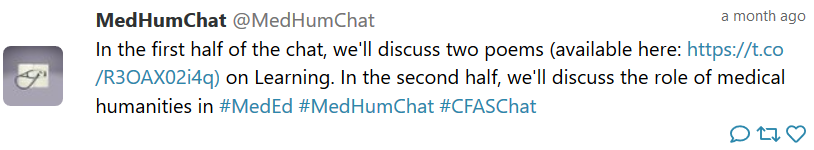 MedHumChat @MedHumChat a month ago
In the first half of the chat, we'll discuss two poems (available here: https://t.co
/R3OAX02i4q) on Learning. In the second half, we'll discuss the role of medical
humanities in #MedEd #MedHumChat #CFASChat